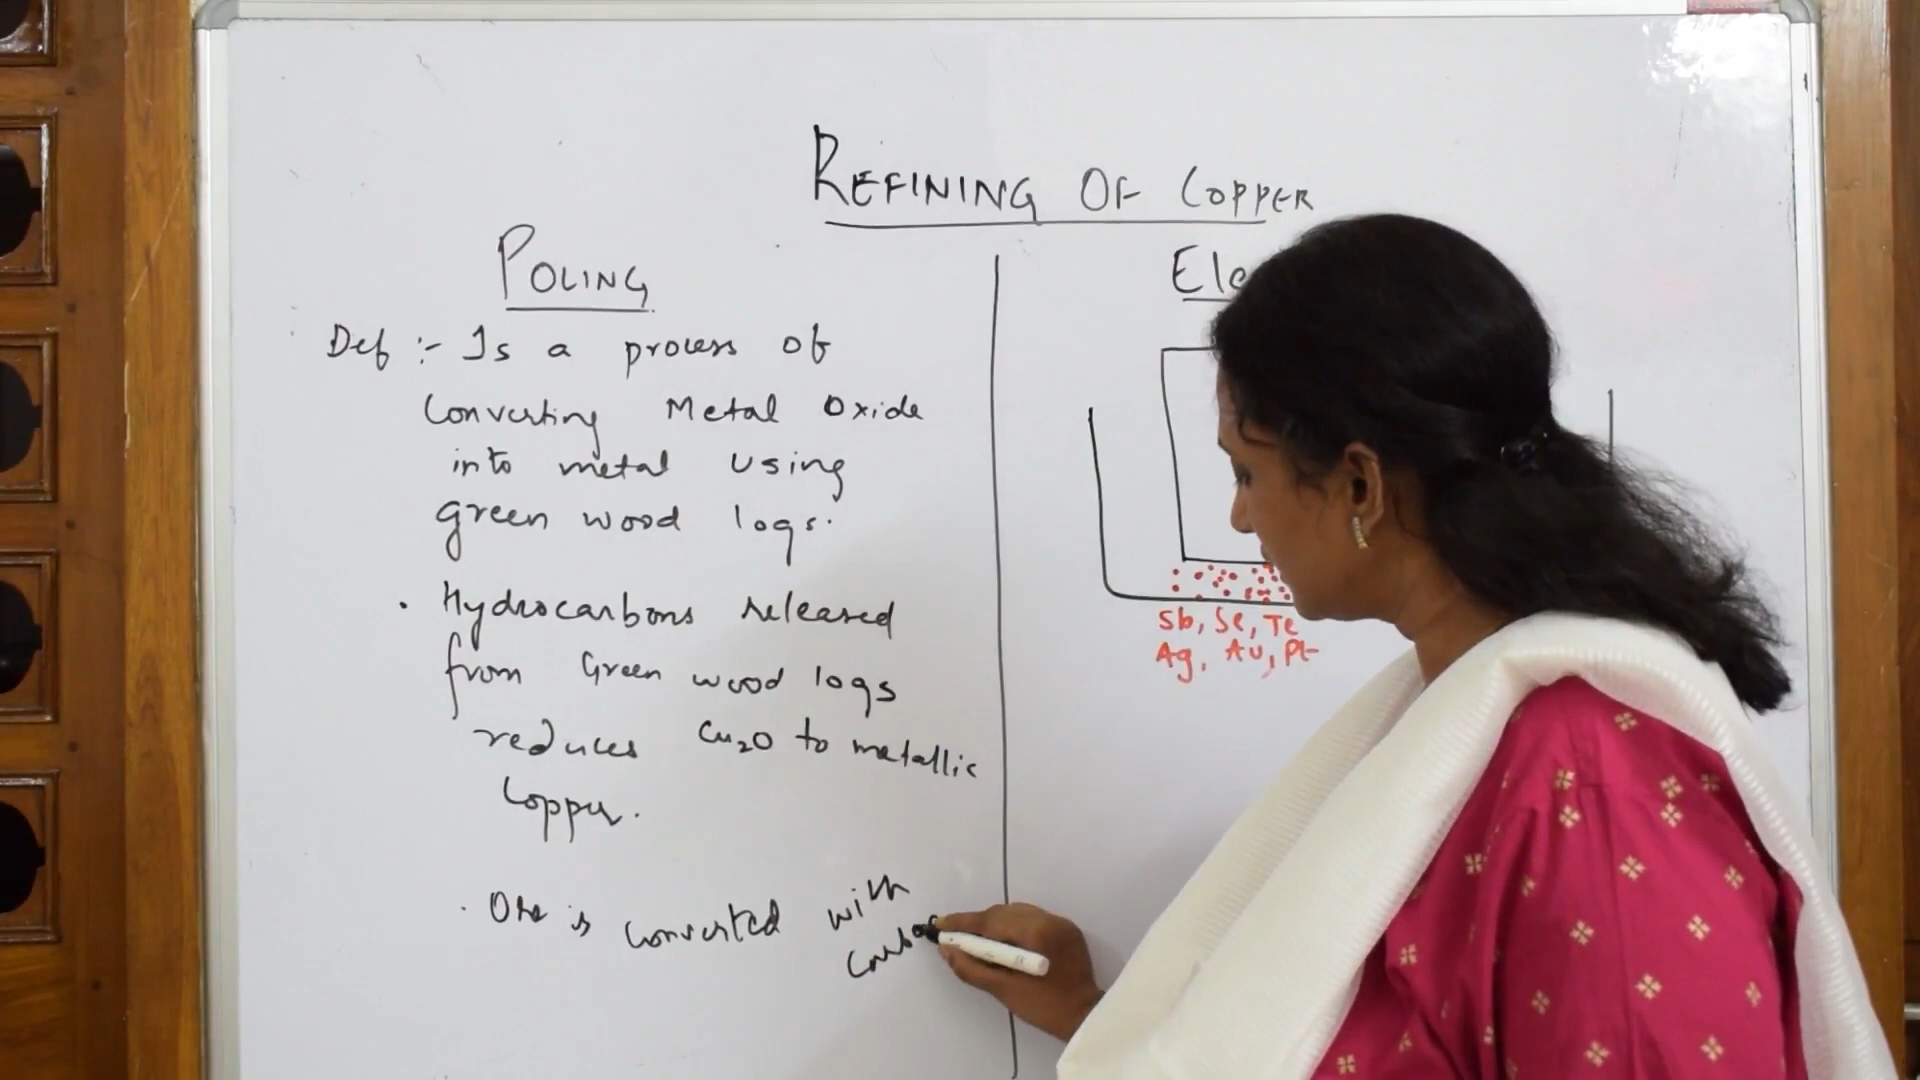 REFINING OF COPPER
POLING
Def :- Is a process of
Converting Metal Oxide
into metal using
green wood logs.
. Hydrocarbons released
from Green wood logs
reduces Cu2O to metallic
Copper.
. Ore is converted with
Carbo
Ele
Sb, Se, Te
Ag, Au, Pt